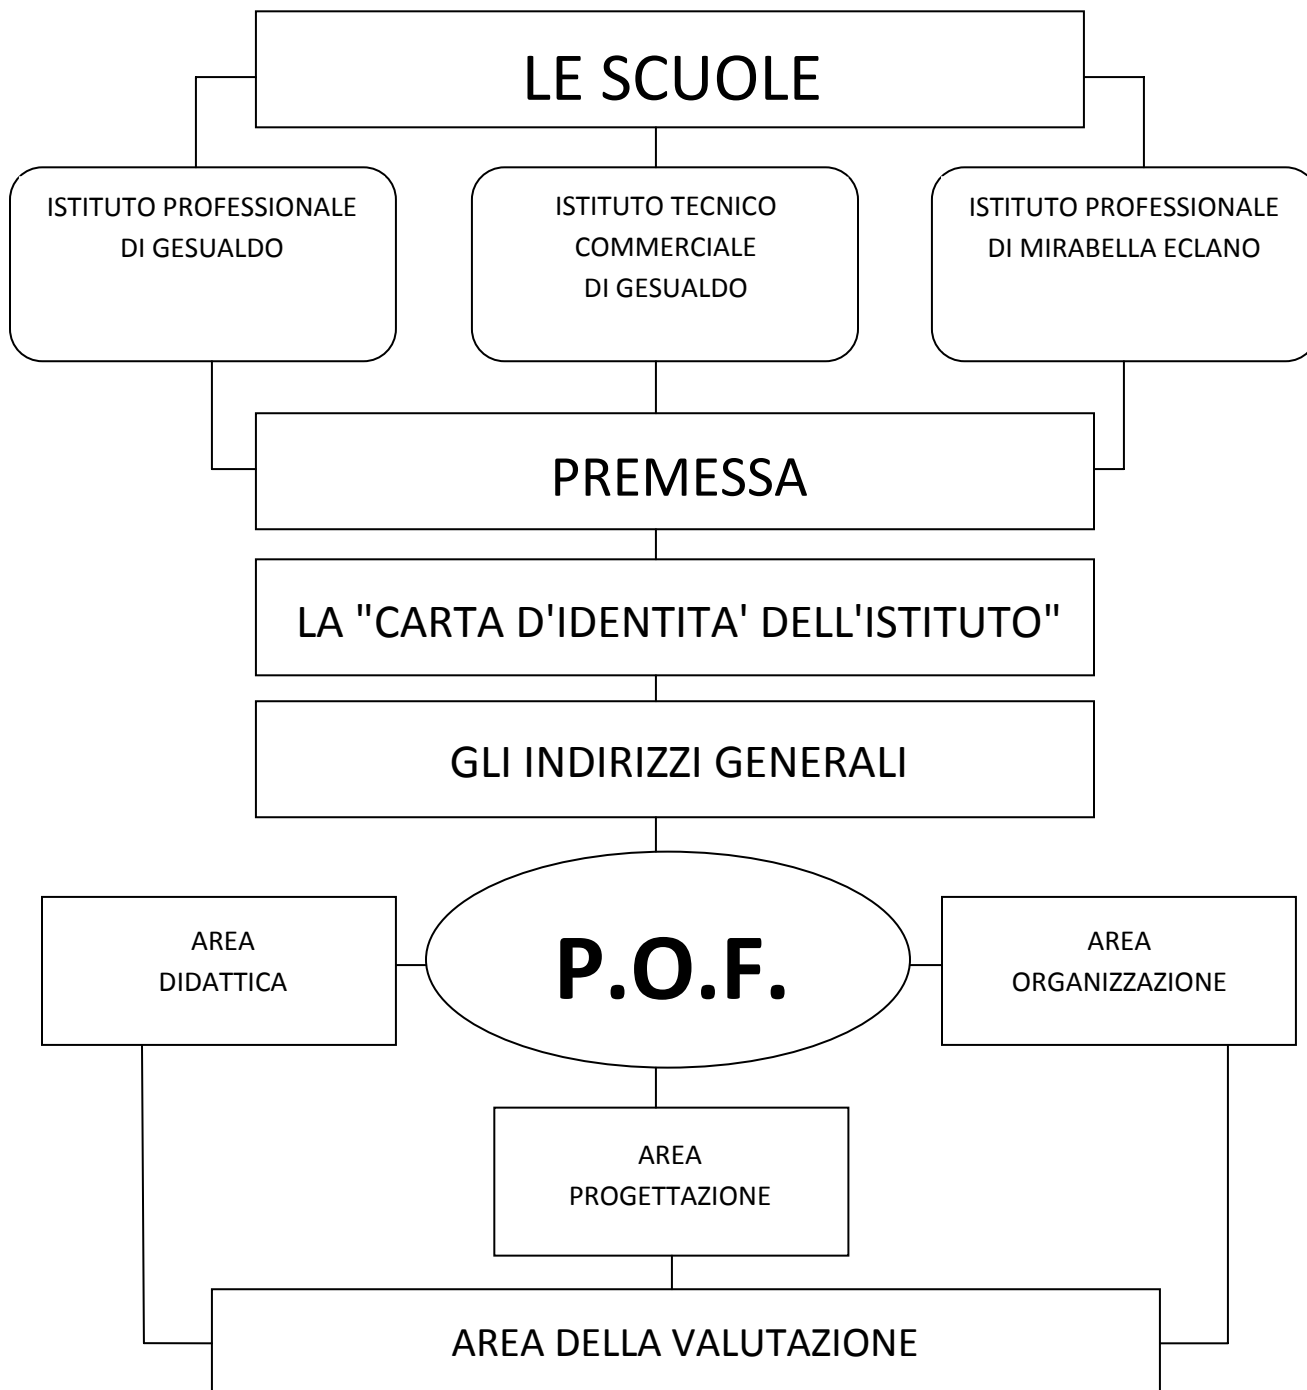 LE SCUOLE
ISTITUTO PROFESSIONALE
DI GESUALDO
ISTITUTO TECNICO
COMMERCIALE
DI GESUALDO
ISTITUTO PROFESSIONALE
DI MIRABELLA ECLANO
PREMESSA
LA "CARTA D'IDENTITA' DELL'ISTITUTO"
GLI INDIRIZZI GENERALI
P.O.F.
AREA
DIDATTICA
AREA
ORGANIZZAZIONE
AREA
PROGETTAZIONE
AREA DELLA VALUTAZIONE